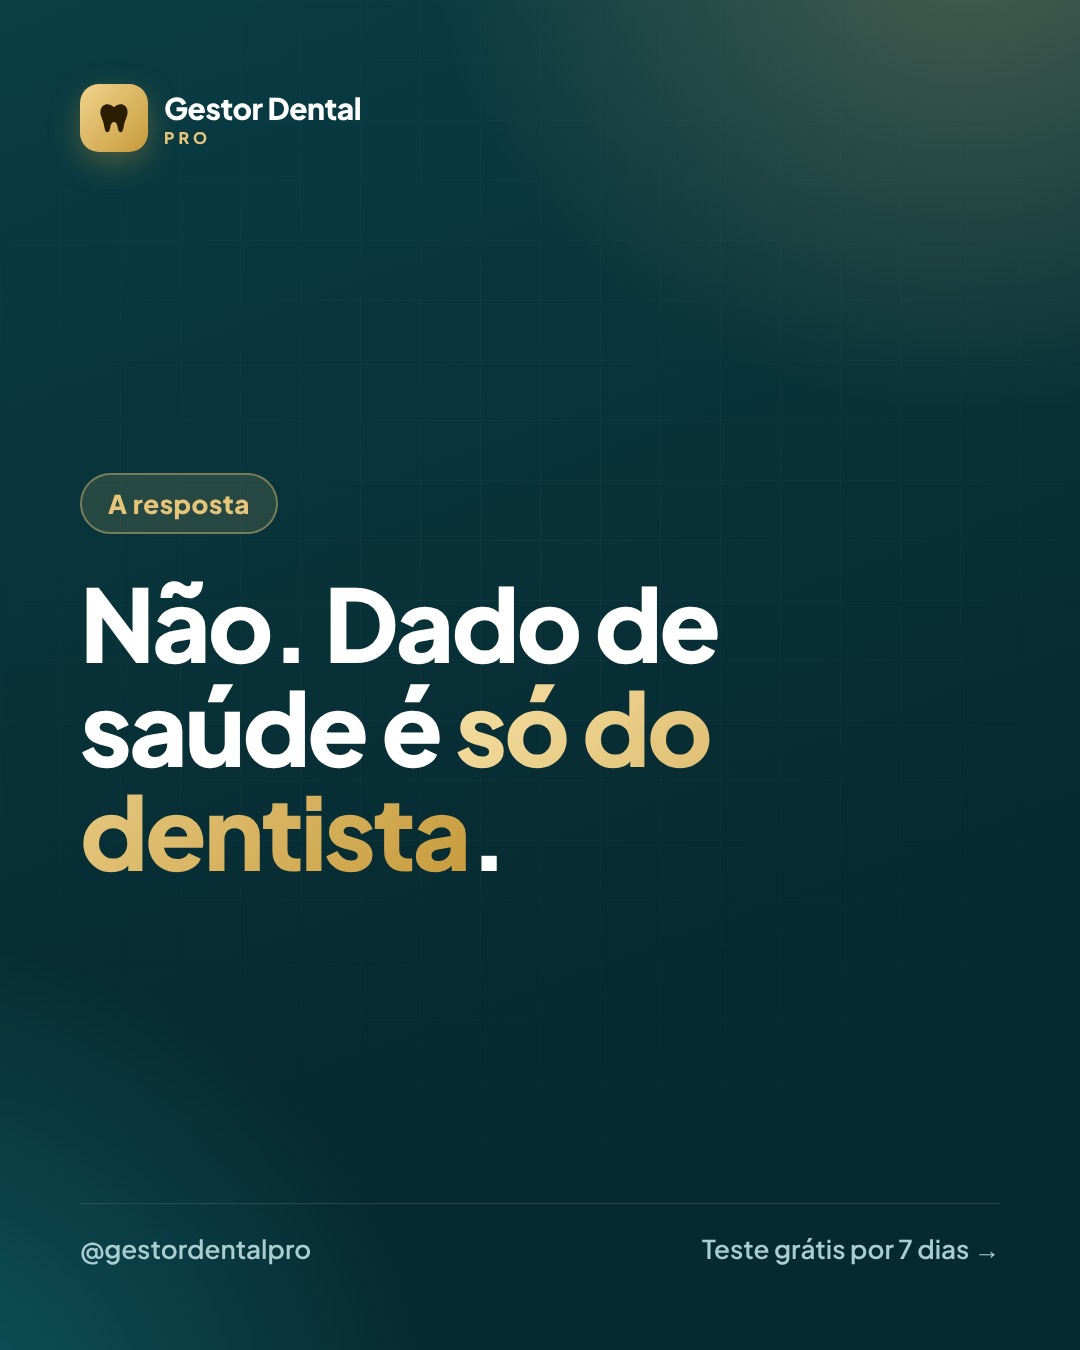 Gestor Dental
PRO
A resposta
Não. Dado de
saúde é só do
dentista.
@gestordentalpro
Teste grátis por 7 dias →